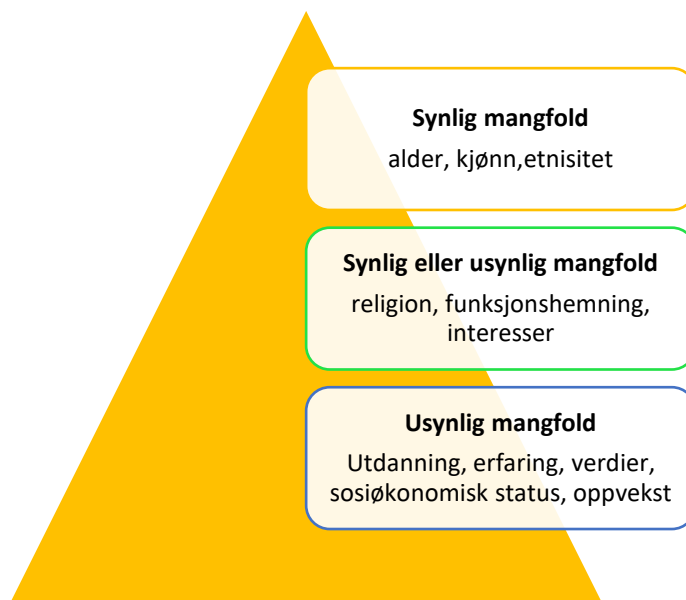 Synlig mangfold
alder, kjønn,etnisitet
Synlig eller usynlig mangfold
religion, funksjonshemning,
interesser
Usynlig mangfold
Utdanning, erfaring, verdier,
sosiøkonomisk status, oppvekst